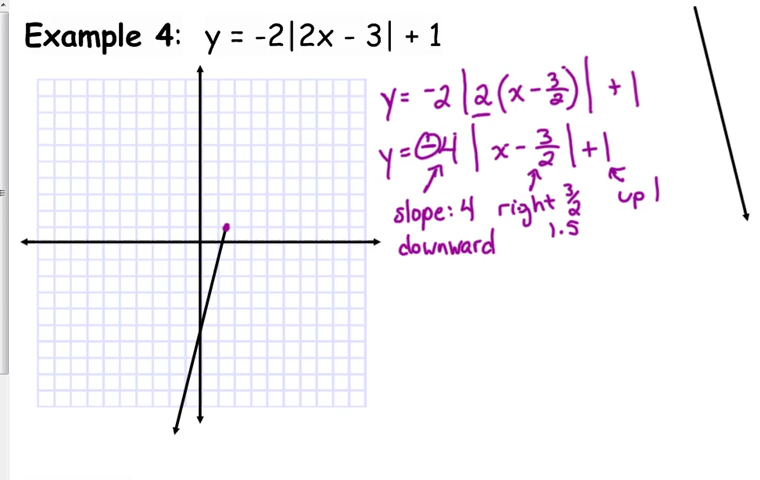 Example 4: y = -2|2x - 3| + 1
y = -2 |2(x - 3/2)| + 1
y = -4 | x - 3/2 | + 1
slope: 4 right 3/2 up 1
downward 1.5